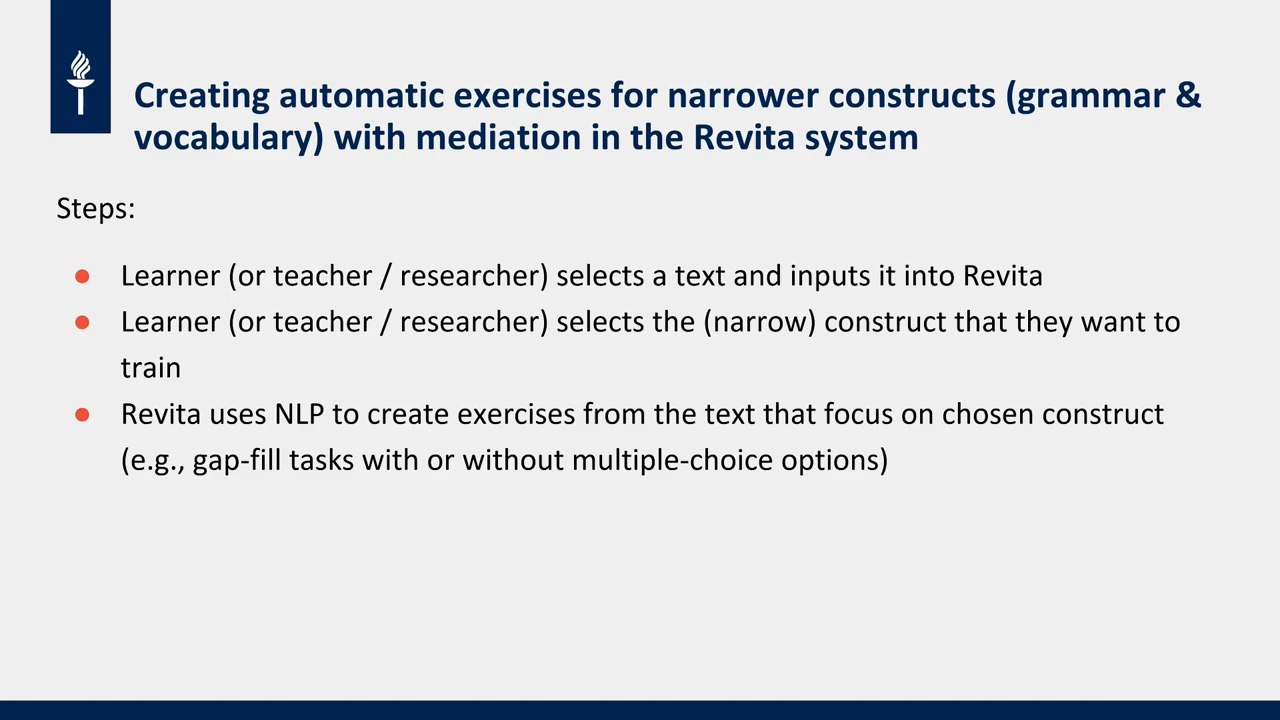 Creating automatic exercises for narrower constructs (grammar &
vocabulary) with mediation in the Revita system
Steps:
● Learner (or teacher / researcher) selects a text and inputs it into Revita
● Learner (or teacher / researcher) selects the (narrow) construct that they want to
train
● Revita uses NLP to create exercises from the text that focus on chosen construct
(e.g., gap-fill tasks with or without multiple-choice options)